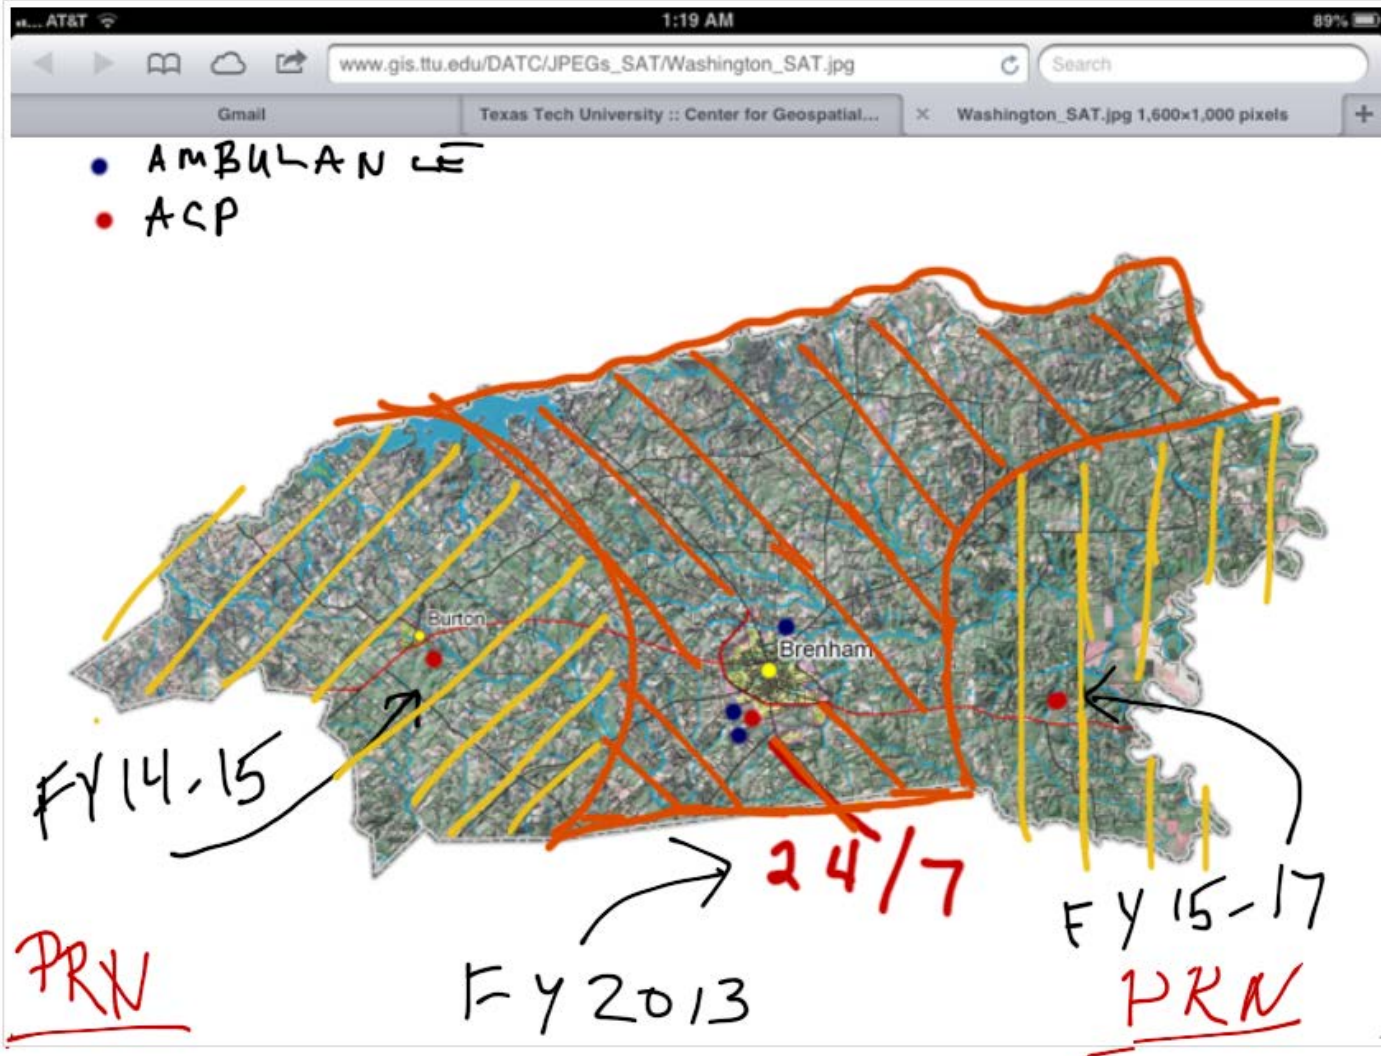 AT&T 1:19 AM 89%
www.gis.ttu.edu/DATC/JPEGs_SAT/Washington_SAT.jpg Search
Gmail Texas Tech University :: Center for Geospatial... Washington_SAT.jpg 1,600×1,000 pixels
AMBULANCE
ACP
Burton
Brenham
FY14-15
24/7
FY 15-17
PRN
FY2013
PRN